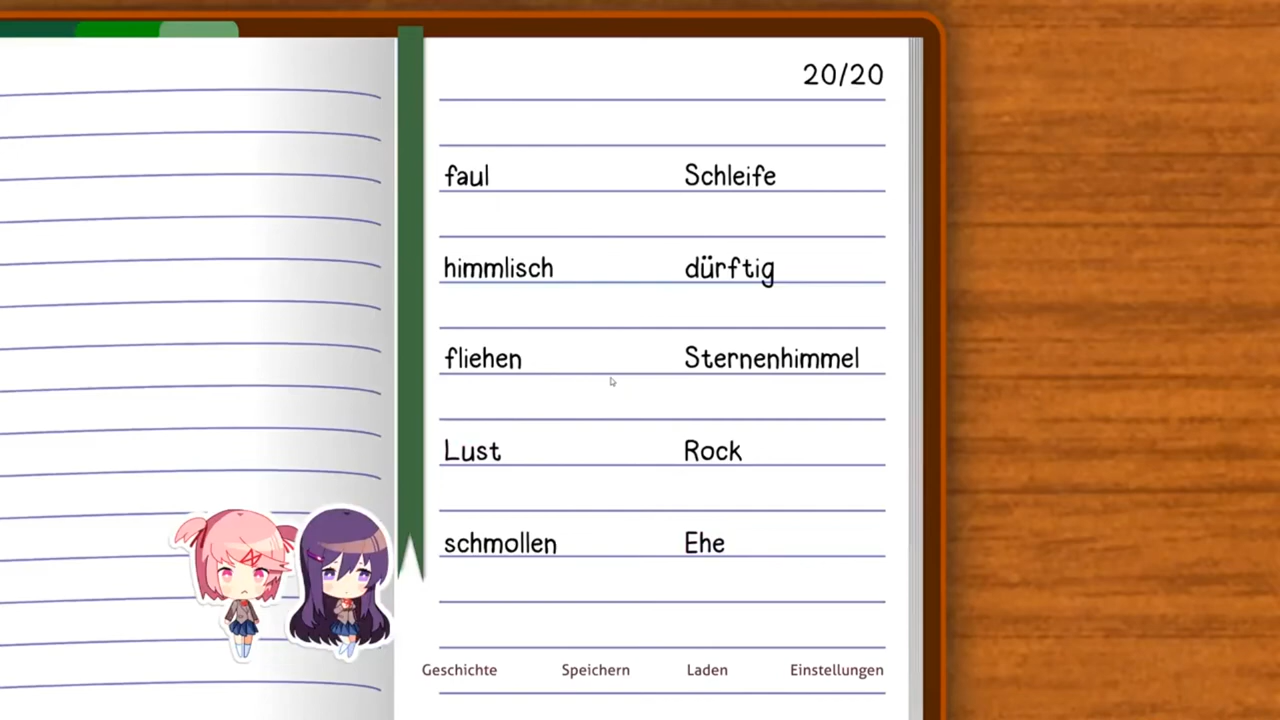 20/20
faul Schleife
himmlisch dürftig
fliehen Sternenhimmel
Lust Rock
schmollen Ehe
Geschichte Speichern Laden Einstellungen